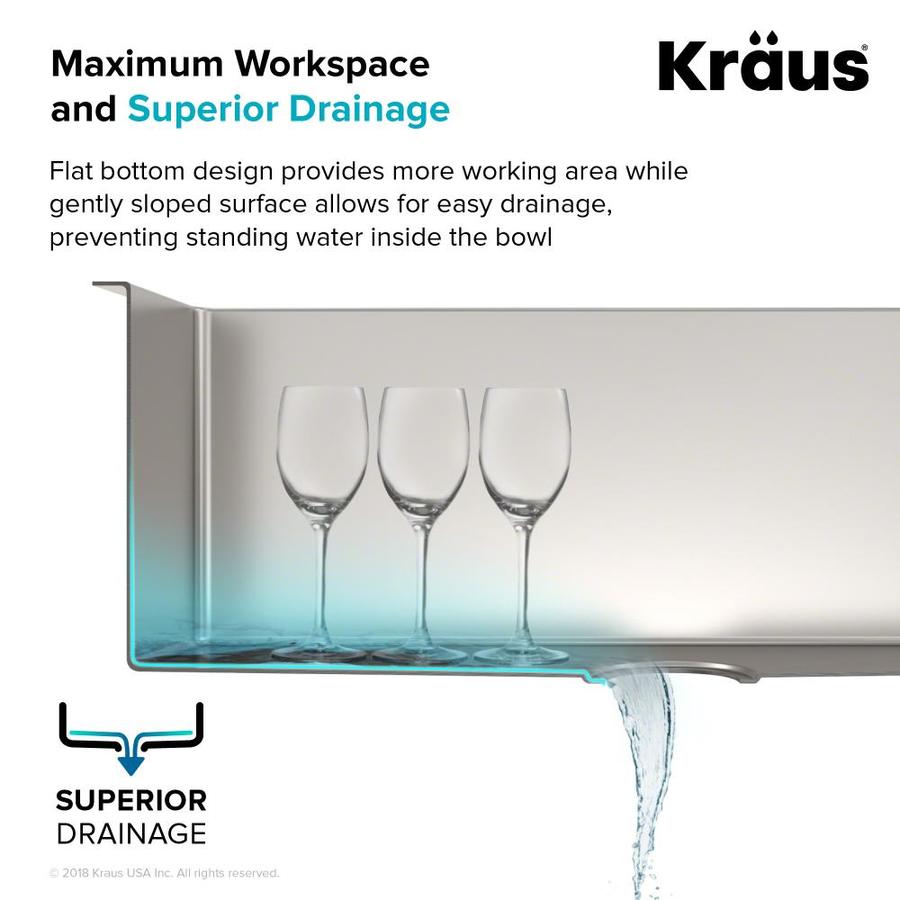 Maximum Workspace
and Superior Drainage
Kräus®
Flat bottom design provides more working area while
gently sloped surface allows for easy drainage,
preventing standing water inside the bowl
SUPERIOR
DRAINAGE
© 2018 Kraus USA Inc. All rights reserved.